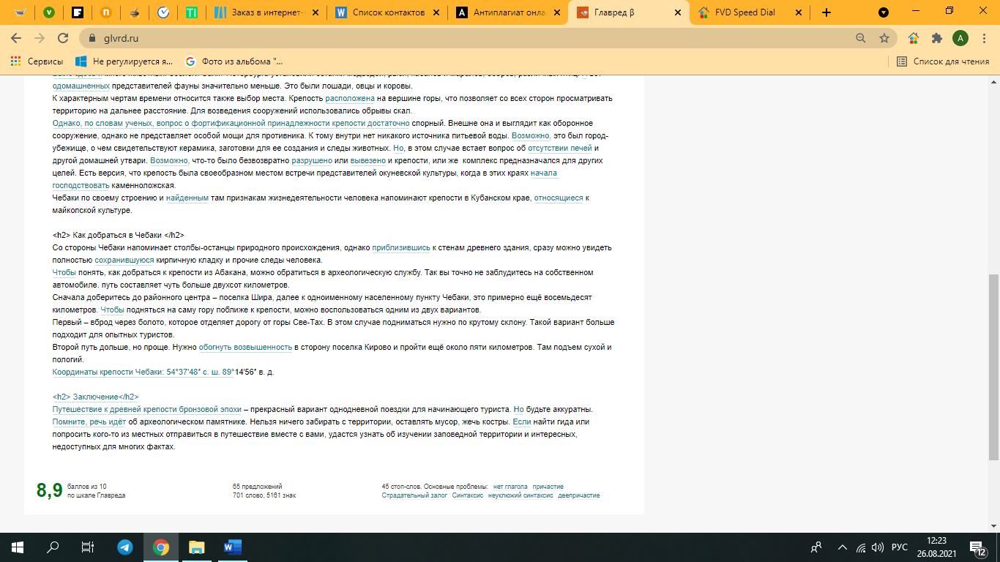 Заказ в интернет-
Список контактов
Антиплагиат онла
Главред β
FVD Speed Dial
glvrd.ru
A
Сервисы
Не регулируется я...
Фото из альбома "...
Список для чтения
одомашненных представителей фауны значительно меньше. Это были лошади, овцы и коровы.
К характерным чертам времени относится также выбор места. Крепость расположена на вершине горы, что позволяет со всех сторон просматривать
территорию на дальнее расстояние. Для возведения сооружений использовались обрывы скал.
Однако, по словам ученых, вопрос о фортификационной принадлежности крепости достаточно спорный. Внешне она и выглядит как оборонное
сооружение, однако не представляет особой мощи для противника. К тому внутри нет никакого источника питьевой воды. Возможно, это был город-
убежище, о чем свидетельствуют керамика, заготовки для ее создания и следы животных. Но, в этом случае встает вопрос об отсутствии печей и
другой домашней утвари. Возможно, что-то было безвозвратно разрушено или вывезено и крепости, или же комплекс предназначался для других
целей. Есть версия, что крепость была своеобразном местом встречи представителей окуневской культуры, когда в этих краях начала
господствовать каменноложская.
Чебаки по своему строению и найденным там признакам жизнедеятельности человека напоминают крепости в Кубанском крае, относящиеся к
майкопской культуре.
<h2> Как добраться в Чебаки </h2>
Со стороны Чебаки напоминает столбы-останцы природного происхождения, однако приблизившись к стенам древнего здания, сразу можно увидеть
полностью сохранившуюся кирпичную кладку и прочие следы человека.
Чтобы понять, как добраться к крепости из Абакана, можно обратиться в археологическую службу. Так вы точно не заблудитесь на собственном
автомобиле. путь составляет чуть больше двухсот километров.
Сначала доберитесь до районного центра – поселка Шира, далее к одноименному населенному пункту Чебаки, это примерно ещё восемьдесят
километров. Чтобы подняться на саму гору поближе к крепости, можно воспользоваться одним из двух вариантов.
Первый – вброд через болото, которое отделяет дорогу от горы Све-Тах. В этом случае подниматься нужно по крутому склону. Такой вариант больше
подходит для опытных туристов.
Второй путь дольше, но проще. Нужно обогнуть возвышенность в сторону поселка Кирово и пройти ещё около пяти километров. Там подъем сухой и
пологий.
Координаты крепости Чебаки: 54°37′48″ с. ш. 89°14′56″ в. д.
<h2> Заключение</h2>
Путешествие к древней крепости бронзовой эпохи – прекрасный вариант однодневной поездки для начинающего туриста. Но будьте аккуратны.
Помните, речь идёт об археологическом памятнике. Нельзя ничего забирать с территории, оставлять мусор, жечь костры. Если найти гида или
попросить кого-то из местных отправиться в путешествие вместе с вами, удастся узнать об изучении заповедной территории и интересных,
недоступных для многих фактах.
8,9 баллов из 10 65 предложений 45 стоп-слов. Основные проблемы: нет глагола причастие
по шкале Главреда 701 слово, 5161 знак Страдательный залог Синтаксис неуклюжий синтаксис деепричастие
РУС
12:23
26.08.2021
12